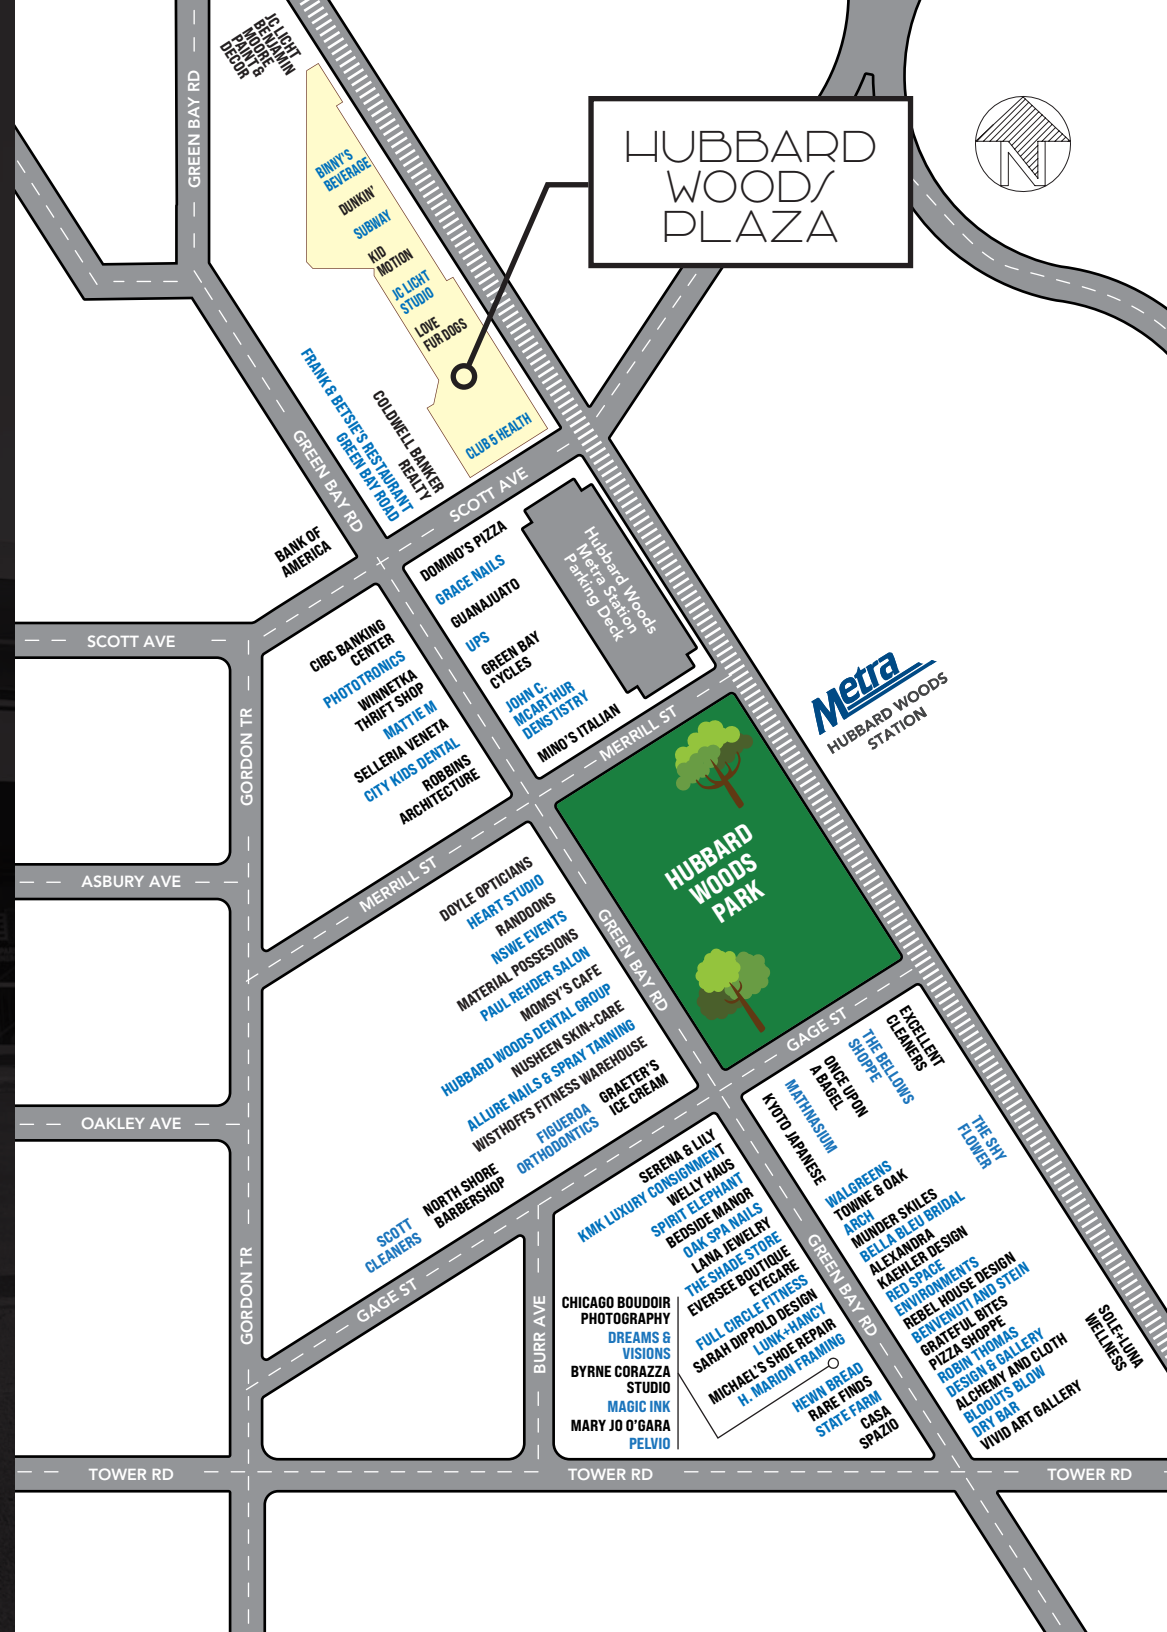 JC LICHT
BENJAMIN
MOORE
PAINT &
DECOR
GREEN BAY RD
HUBBARD
WOODS
PLAZA
N
BINNY'S
BEVERAGE
DUNKIN'
SUBWAY
KID
MOTION
JC LIGHT
STUDIO
LOVE
FUR DOGS
CLUB 5 HEALTH
FRANK & BETSIE'S RESTAURANT
GREEN BAY ROAD
COLDWELL BANKER
REALTY
GREEN BAY RD
SCOTT AVE
BANK OF
AMERICA
SCOTT AVE
DOMINO'S PIZZA
GRACE NAILS
GUANAJUATO
UPS
GREEN BAY
CYCLES
JOHN C.
MCARTHUR
DENSTISTRY
MINO'S ITALIAN
Hubbard Woods
Metra Station
Parking Deck
Metra
HUBBARD WOODS
STATION
CIBC BANKING
CENTER
PHOTOTRONICS
WINNETKA
THRIFT SHOP
MATTIE M
SELLERIA VENETA
CITY KIDS DENTAL
ROBBINS
ARCHITECTURE
GORDON TR
MERRILL ST
MERRILL ST
ASBURY AVE
HUBBARD
WOODS
PARK
DOYLE OPTICIANS
HEART STUDIO
RANDOONS
NSWE EVENTS
MATERIAL POSSESIONS
PAUL REHDER SALON
MOMSY'S CAFE
HUBBARD WOODS DENTAL GROUP
NUSHEEN SKIN+CARE
ALLURE NAILS & SPRAY TANNING
WISTHOFFS FITNESS WAREHOUSE
GRAETER'S
ICE CREAM
FIGUEROA
ORTHODONTICS
NORTH SHORE
BARBERSHOP
SCOTT
CLEANERS
GREEN BAY RD
GAGE ST
OAKLEY AVE
EXCELLENT
CLEANERS
THE BELLOWS
SHOPPE
ONCE UPON
A BAGEL
MATHNASIUM
KYOTO JAPANESE
THE SHY
FLOWER
WALGREENS
TOWNE & OAK
ARCH
MUNDER SKILES
BELLA BLEU BRIDAL
ALEXANDRA
KAEHLER DESIGN
RED SPACE
ENVIRONMENTS
REBEL HOUSE DESIGN
BENVENUTI AND STEIN
GRATEFUL BITES
PIZZA SHOPPE
ROBIN THOMAS
DESIGN & GALLERY
ALCHEMY AND CLOTH
BLOOUTS BLOW
DRY BAR
VIVID ART GALLERY
SOLE+LUNA
WELLNESS
SERENA & LILY
KMK LUXURY CONSIGNMENT
WELLY HAUS
SPIRIT ELEPHANT
BEDSIDE MANOR
OAK SPA NAILS
LANA JEWELRY
THE SHADE STORE
EVERSEE BOUTIQUE
EYECARE
FULL CIRCLE FITNESS
SARAH DIPPOLD DESIGN
LUNK+HANCY
MICHAEL'S SHOE REPAIR
H. MARION FRAMING
HEWN BREAD
RARE FINDS
STATE FARM
CASA
SPAZIO
GREEN BAY RD
CHICAGO BOUDOIR
PHOTOGRAPHY
DREAMS &
VISIONS
BYRNE CORAZZA
STUDIO
MAGIC INK
MARY JO O'GARA
PELVIO
GORDON TR
GAGE ST
BURR AVE
TOWER RD
TOWER RD
TOWER RD